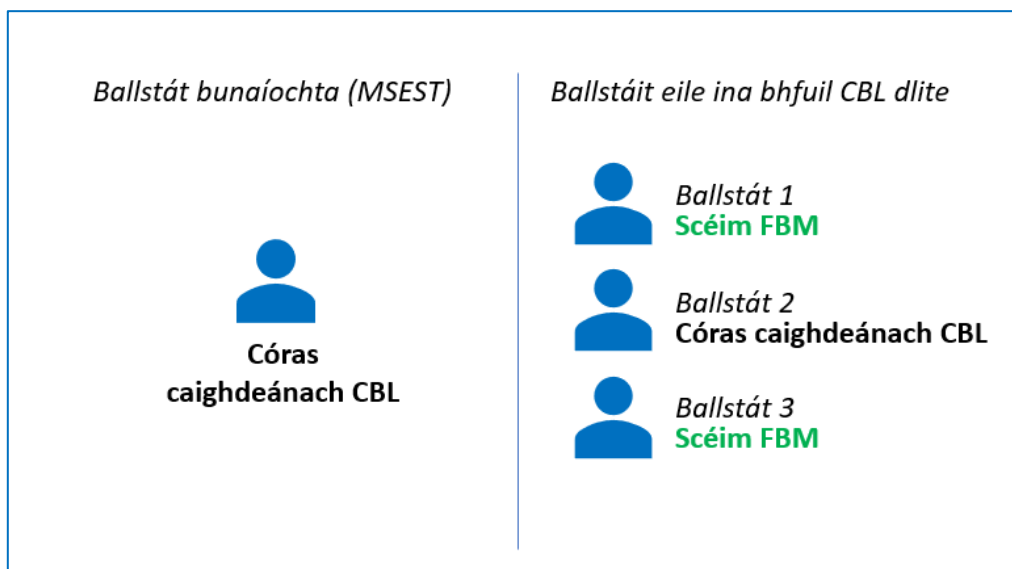 Ballstát bunaíochta (MSEST)
Córas
caighdeánach CBL
Ballstáit eile ina bhfuil CBL dlite
Ballstát 1
Scéim FBM
Ballstát 2
Córas caighdeánach CBL
Ballstát 3
Scéim FBM